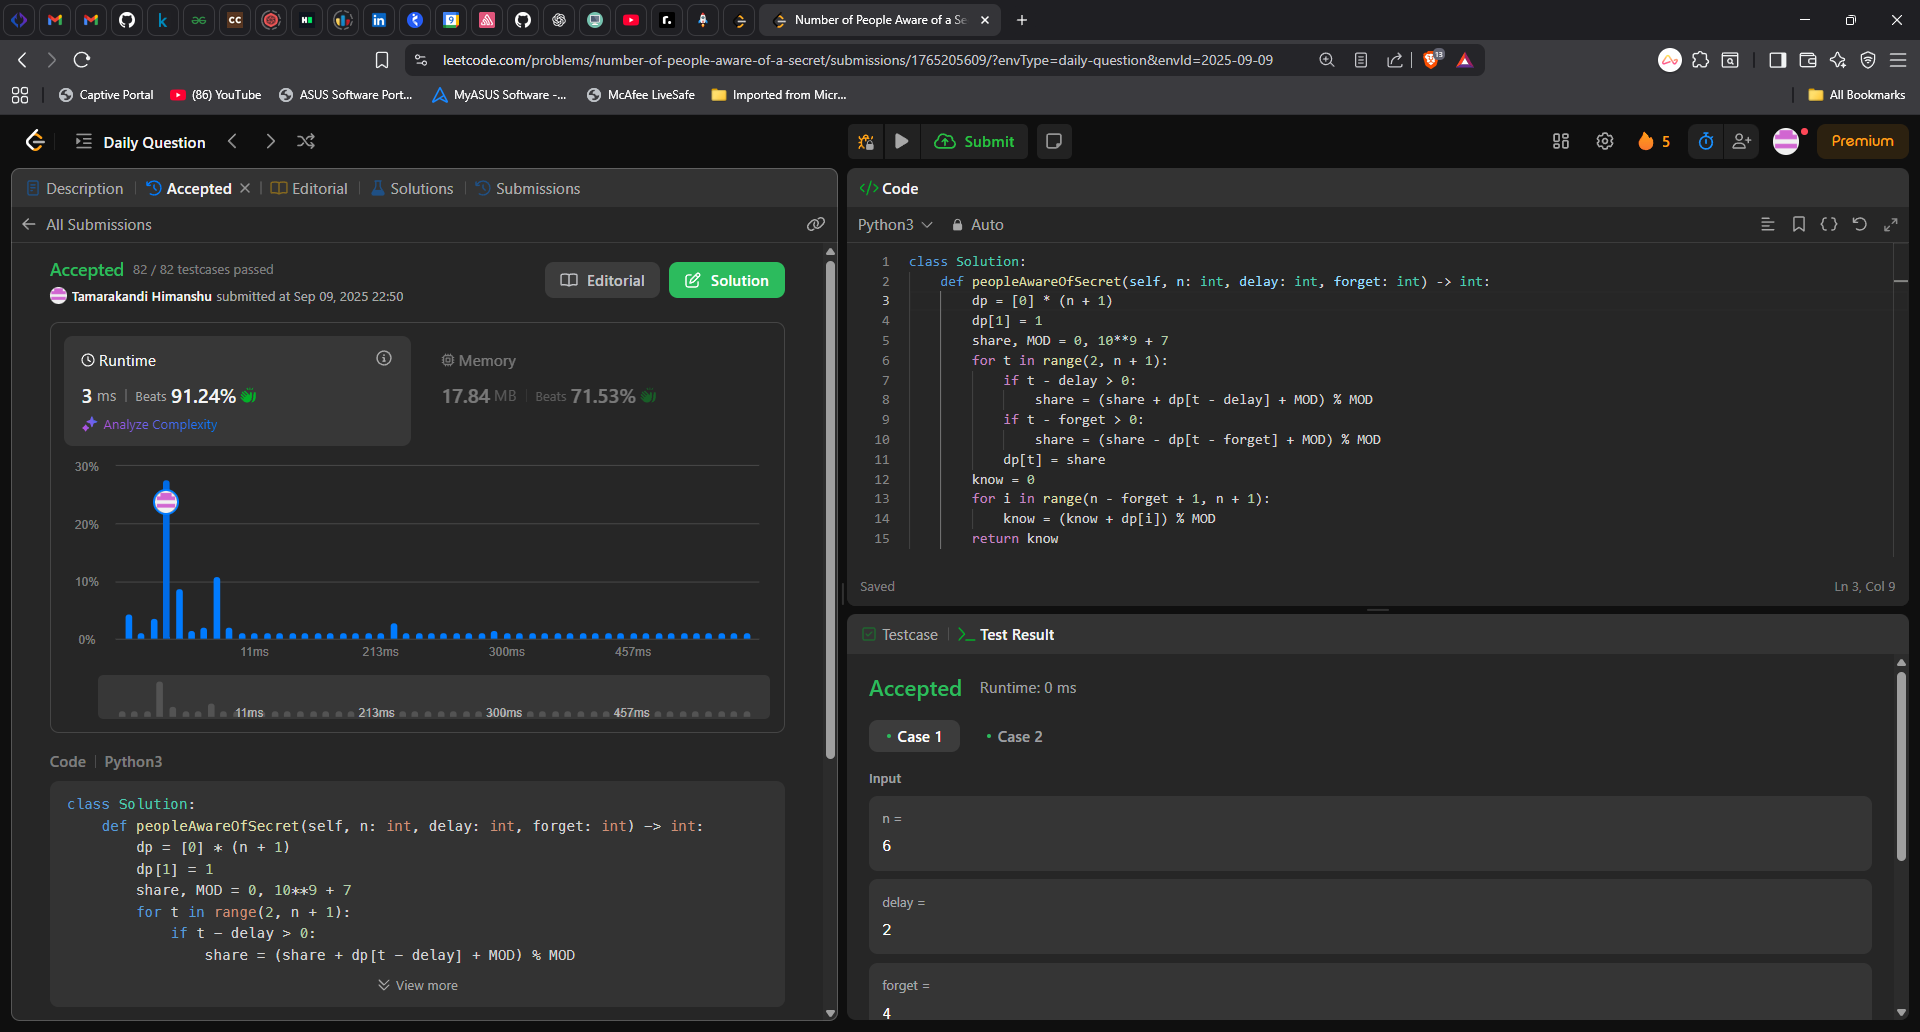 Number of People Aware of a Se
leetcode.com/problems/number-of-people-aware-of-a-secret/submissions/1765205609/?envType=daily-question&envId=2025-09-09
13
Captive Portal
(86) YouTube
ASUS Software Port...
MyASUS Software -...
McAfee LiveSafe
Imported from Micr...
All Bookmarks
Daily Question
Submit
5
Premium
Description
Accepted
Editorial
Solutions
Submissions
All Submissions
Accepted 82 / 82 testcases passed
Tamarakandi Himanshu submitted at Sep 09, 2025 22:50
Editorial
Solution
Runtime
3 ms | Beats 91.24%
Analyze Complexity
Memory
17.84 MB | Beats 71.53%
30%
20%
10%
0%
11ms 213ms 300ms 457ms
11ms 213ms 300ms 457ms
Code | Python3
class Solution:
def peopleAwareOfSecret(self, n: int, delay: int, forget: int) -> int:
dp = [0] * (n + 1)
dp[1] = 1
share, MOD = 0, 10**9 + 7
for t in range(2, n + 1):
if t - delay > 0:
share = (share + dp[t - delay] + MOD) % MOD
View more
Code
Python3
Auto
1 class Solution:
2 def peopleAwareOfSecret(self, n: int, delay: int, forget: int) -> int:
3 dp = [0] * (n + 1)
4 dp[1] = 1
5 share, MOD = 0, 10**9 + 7
6 for t in range(2, n + 1):
7 if t - delay > 0:
8 share = (share + dp[t - delay] + MOD) % MOD
9 if t - forget > 0:
10 share = (share - dp[t - forget] + MOD) % MOD
11 dp[t] = share
12 know = 0
13 for i in range(n - forget + 1, n + 1):
14 know = (know + dp[i]) % MOD
15 return know
Saved
Ln 3, Col 9
Testcase
Test Result
Accepted Runtime: 0 ms
Case 1
Case 2
Input
n =
6
delay =
2
forget =
4